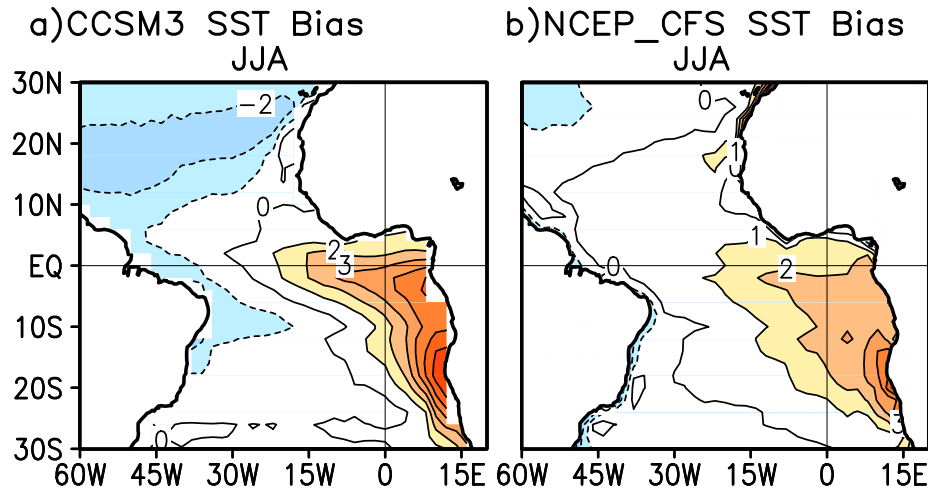 a)CCSM3 SST Bias
JJA
b)NCEP_CFS SST Bias
JJA
30N
20N
10N
EQ
10S
20S
30S
-2
0
2
3
0
60W 45W 30W 15W 0 15E
0
1
1
0
2
3
60W 45W 30W 15W 0 15E